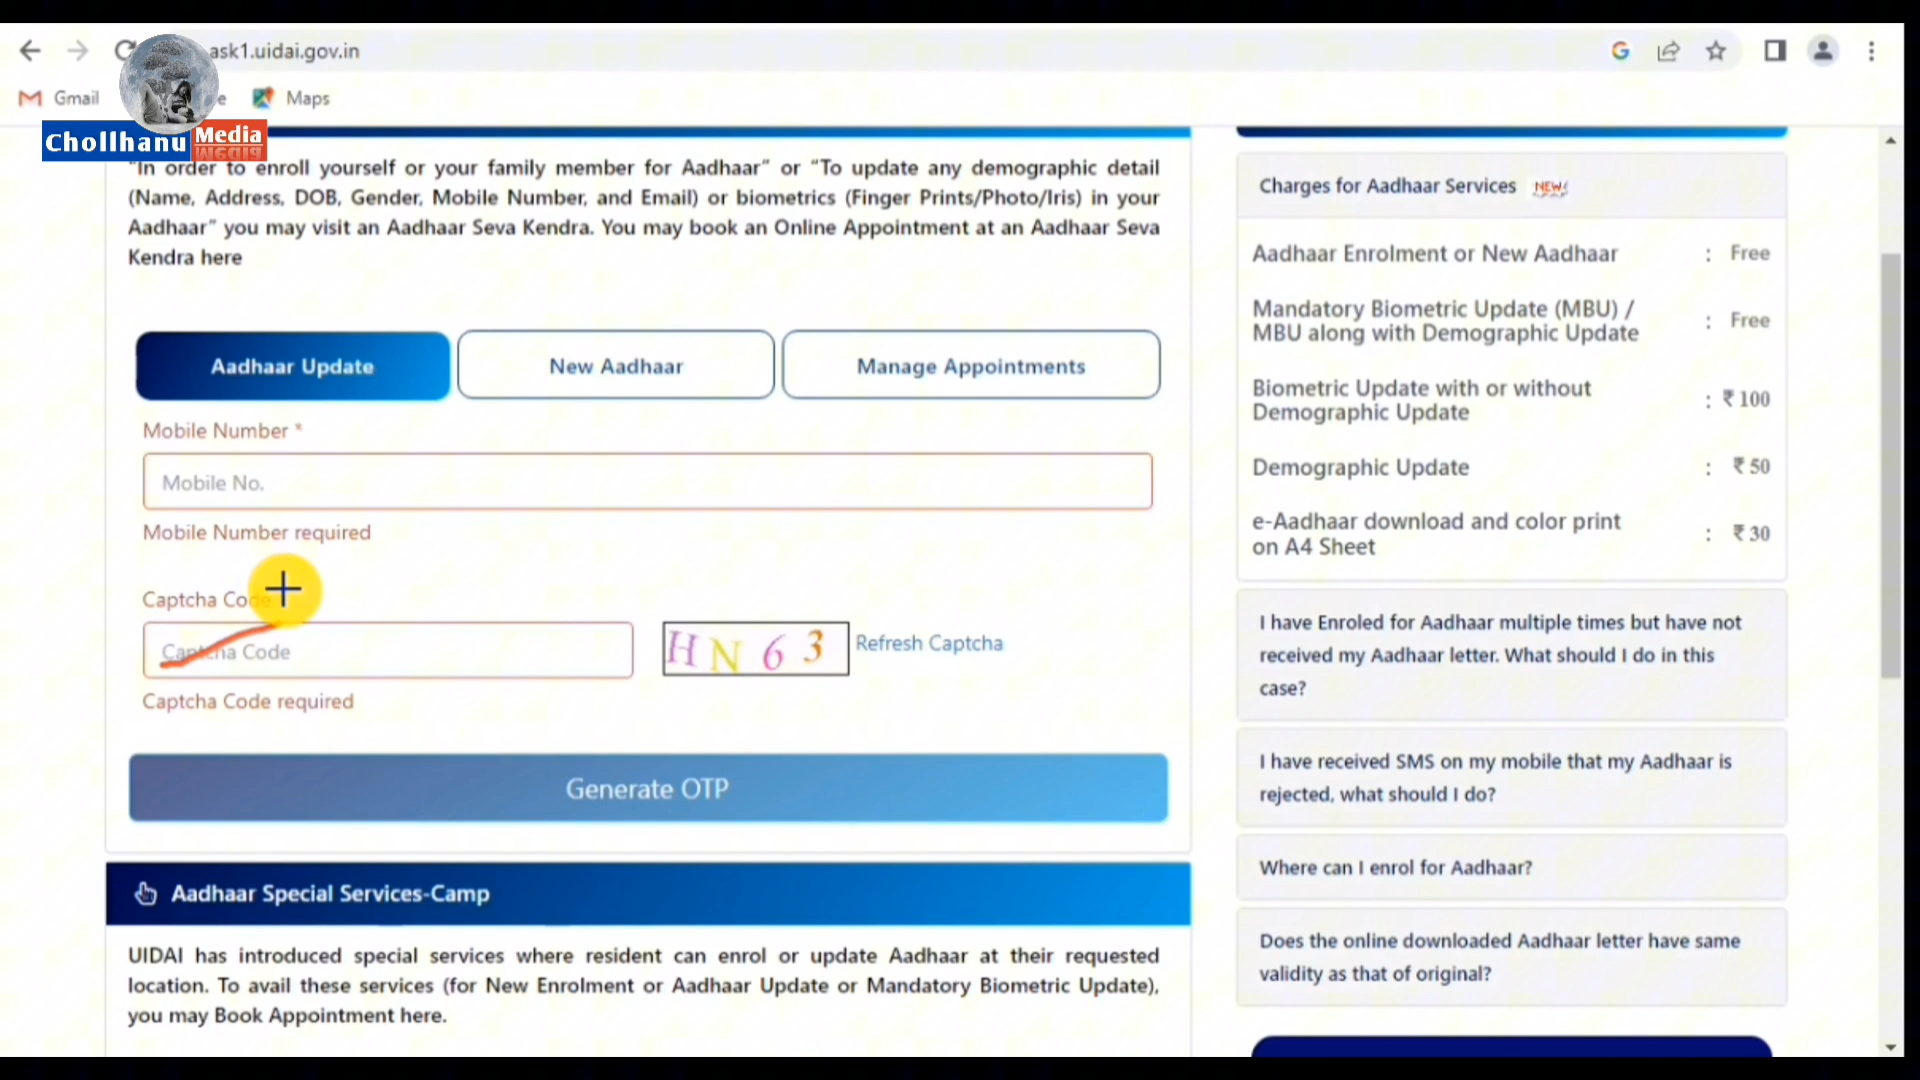 ask1.uidai.gov.in
Gmail
Maps
Chollhanu Media
"In order to enroll yourself or your family member for Aadhaar" or "To update any demographic detail
(Name, Address, DOB, Gender, Mobile Number, and Email) or biometrics (Finger Prints/Photo/Iris) in your
Aadhaar" you may visit an Aadhaar Seva Kendra. You may book an Online Appointment at an Aadhaar Seva
Kendra here
Aadhaar Update
New Aadhaar
Manage Appointments
Mobile Number *
Mobile No.
Mobile Number required
Captcha Code
Captcha Code
HN63
Refresh Captcha
Captcha Code required
Generate OTP
Aadhaar Special Services-Camp
UIDAI has introduced special services where resident can enrol or update Aadhaar at their requested
location. To avail these services (for New Enrolment or Aadhaar Update or Mandatory Biometric Update),
you may Book Appointment here.
Charges for Aadhaar Services NEW
Aadhaar Enrolment or New Aadhaar : Free
Mandatory Biometric Update (MBU) /
MBU along with Demographic Update : Free
Biometric Update with or without
Demographic Update : ₹ 100
Demographic Update : ₹ 50
e-Aadhaar download and color print
on A4 Sheet : ₹ 30
I have Enroled for Aadhaar multiple times but have not
received my Aadhaar letter. What should I do in this
case?
I have received SMS on my mobile that my Aadhaar is
rejected, what should I do?
Where can I enrol for Aadhaar?
Does the online downloaded Aadhaar letter have same
validity as that of original?